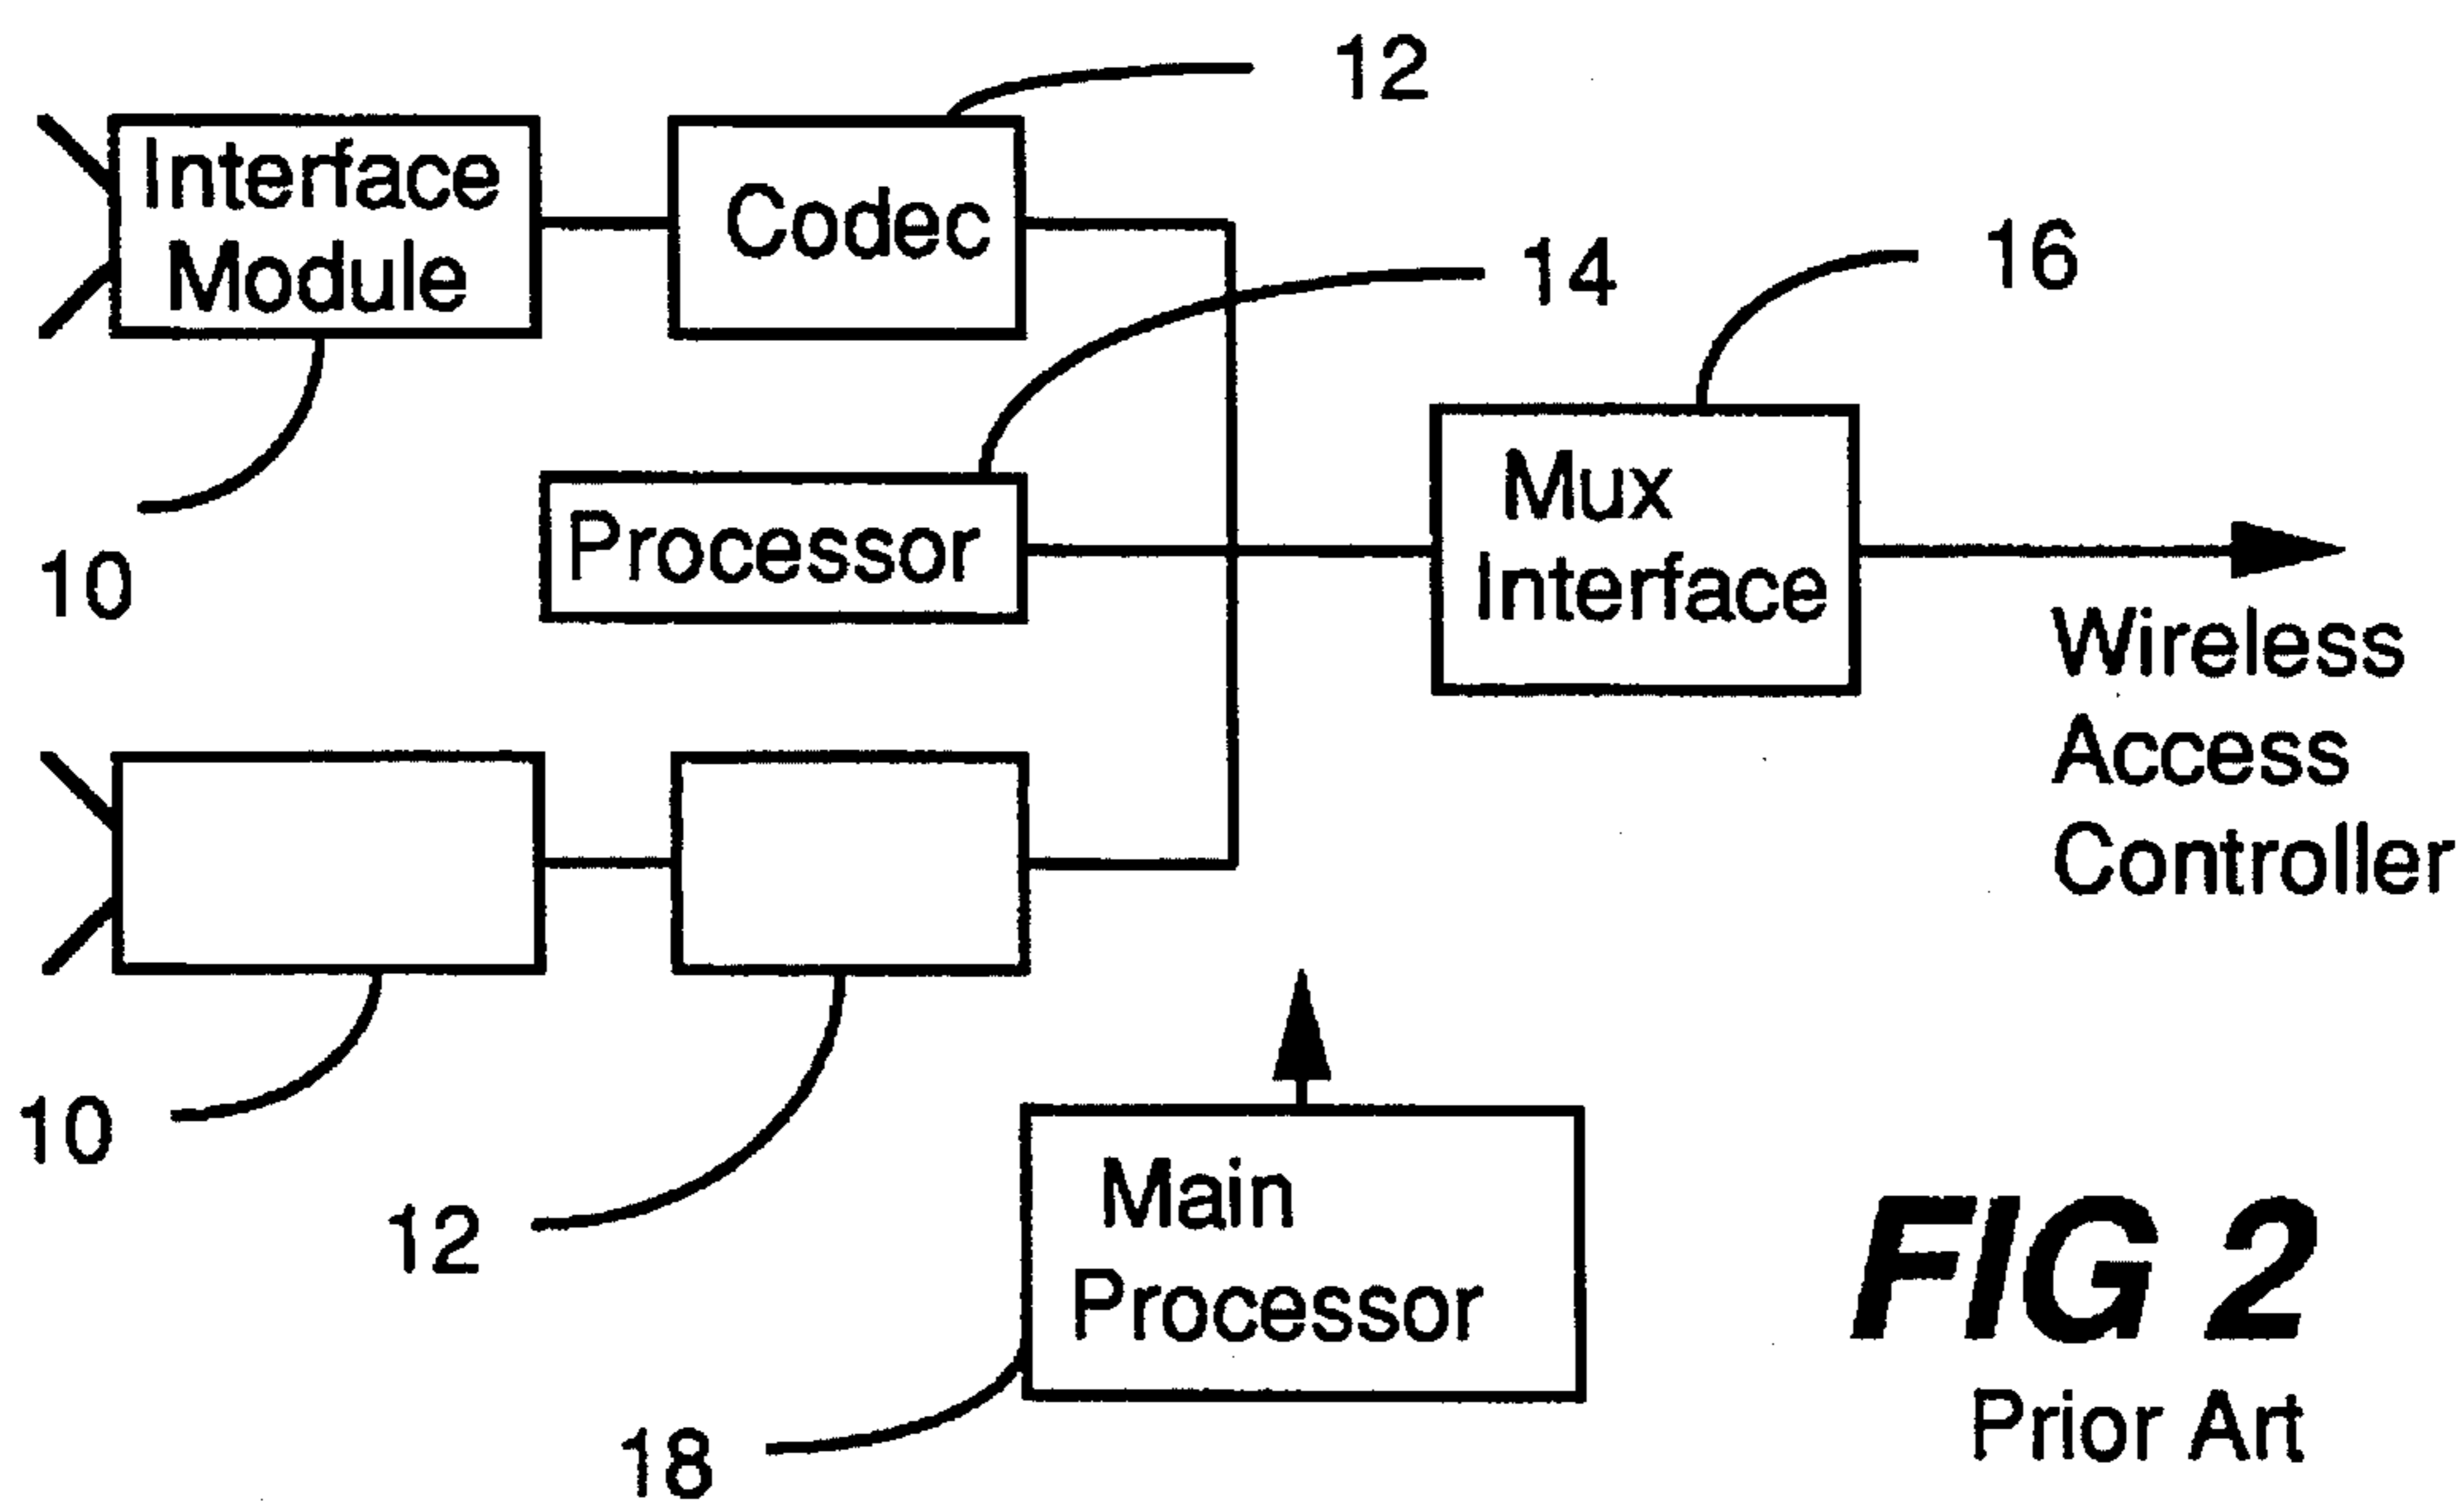 12
Interface
Module
Codec
14
16
10
Processor
Mux
Interface
Wireless
Access
Controller
10
12
Main
Processor
18
FIG 2
Prior Art